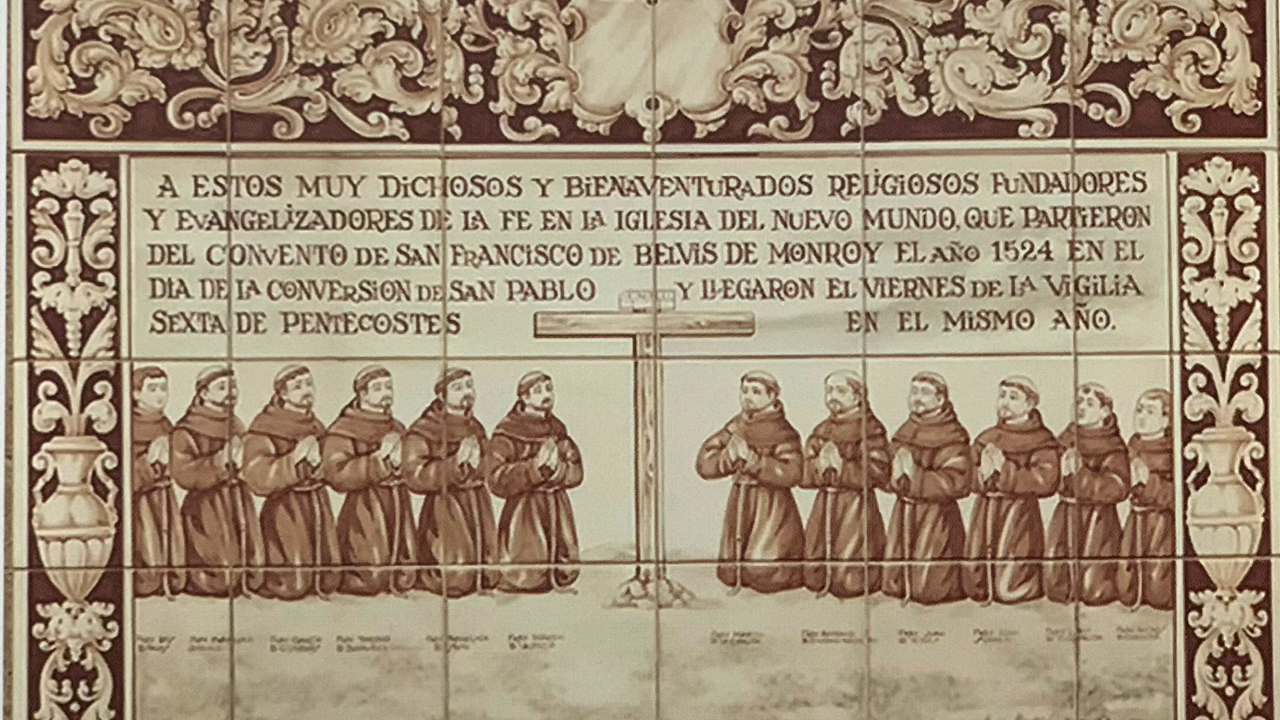 A ESTOS MUY DiCHOSOS Y BiENAVENTURADOS RELiGiOSOS FUNDADORES
Y EVANGELiZADORES DE LA FE EN LA IGLESIA DEL NUEVO MUNDO, QUE PARTiERON
DEL CONVENTO DE SAN FRANCiSCO DE BELVIS DE MONROY EL AÑO 1524 EN EL
DIA DE LA CONVERSiON DE SAN PABLO Y LLEGARON EL ViERNES DE LA ViGiLiA
SEXTA DE PENTECOSTES EN EL MiSMO AÑO.